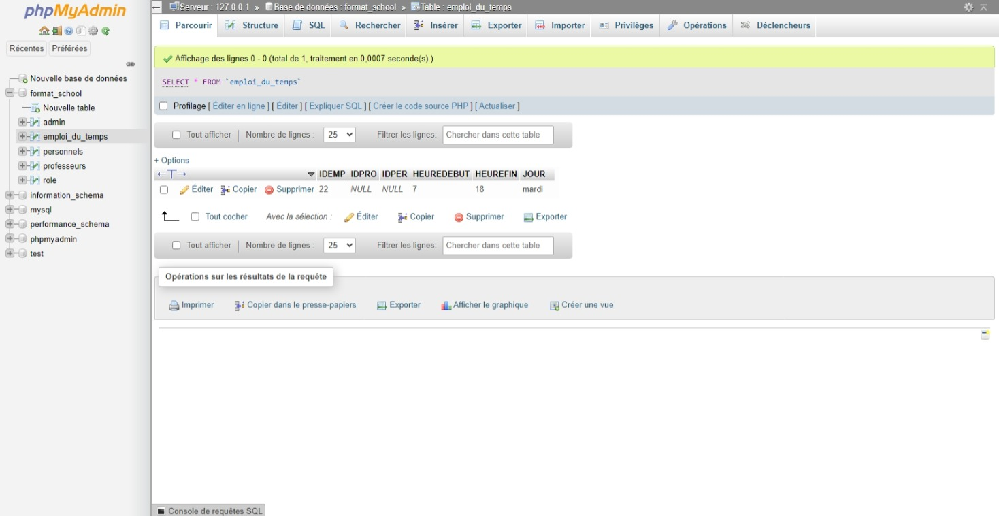 phpMyAdmin
Récentes Préférées
Nouvelle base de données
format_school
Nouvelle table
admin
emploi_du_temps
personnels
professeurs
role
information_schema
mysql
performance_schema
phpmyadmin
test
Serveur : 127.0.0.1 » Base de données : format_school » Table : emploi_du_temps
Parcourir Structure SQL Rechercher Insérer Exporter Importer Privilèges Opérations Déclencheurs
Affichage des lignes 0 - 0 (total de 1, traitement en 0,0007 seconde(s).)
SELECT * FROM `emploi_du_temps`
Profilage [ Éditer en ligne ] [ Éditer ] [ Expliquer SQL ] [ Créer le code source PHP ] [ Actualiser ]
Tout afficher | Nombre de lignes : 25 Filtrer les lignes: Chercher dans cette table
+ Options
←T→ IDEMP IDPRO IDPER HEUREDEBUT HEUREFIN JOUR
Éditer Copier Supprimer 22 NULL NULL 7 18 mardi
Tout cocher Avec la sélection : Éditer Copier Supprimer Exporter
Tout afficher | Nombre de lignes : 25 Filtrer les lignes: Chercher dans cette table
Opérations sur les résultats de la requête
Imprimer Copier dans le presse-papiers Exporter Afficher le graphique Créer une vue
Console de requêtes SQL